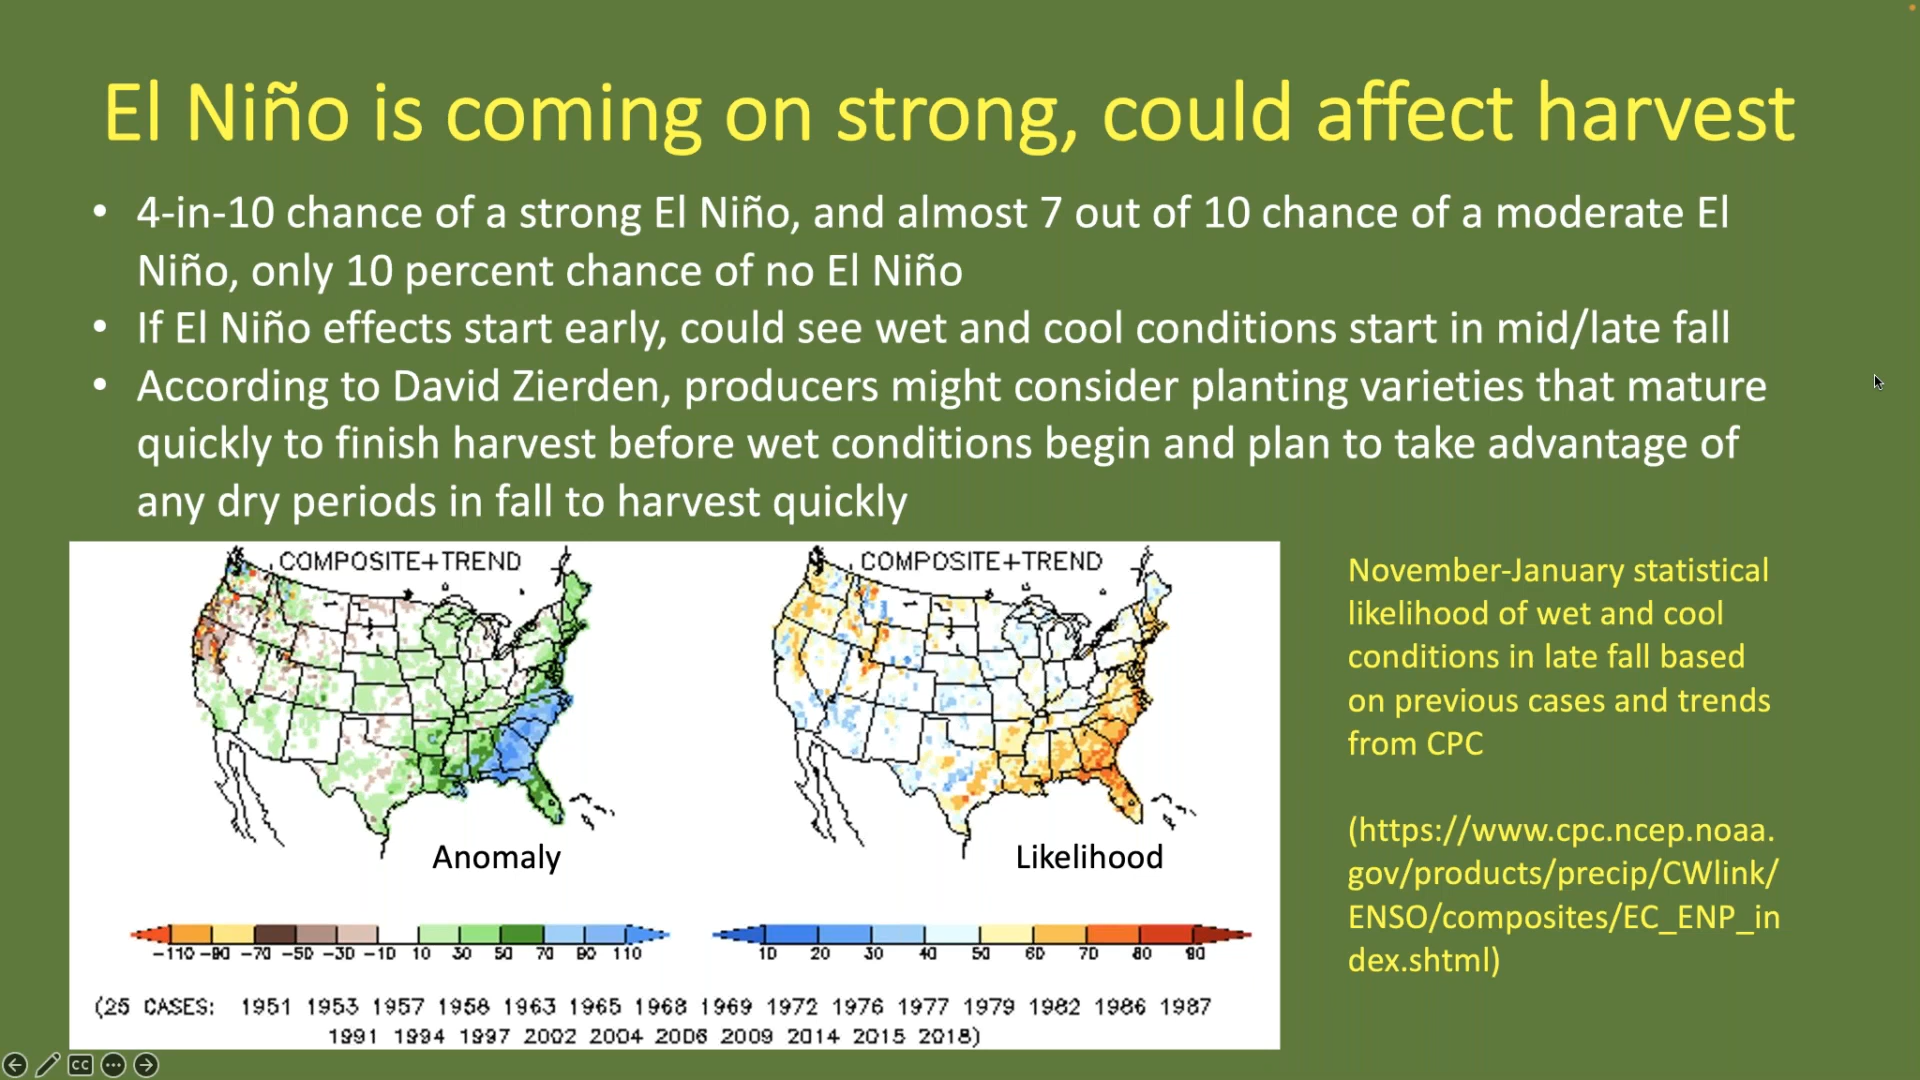 El Niño is coming on strong, could affect harvest
• 4-in-10 chance of a strong El Niño, and almost 7 out of 10 chance of a moderate El
Niño, only 10 percent chance of no El Niño
• If El Niño effects start early, could see wet and cool conditions start in mid/late fall
• According to David Zierden, producers might consider planting varieties that mature
quickly to finish harvest before wet conditions begin and plan to take advantage of
any dry periods in fall to harvest quickly
COMPOSITE+TREND
COMPOSITE+TREND
Anomaly
Likelihood
-110 -90 -70 -50 -30 -10 10 30 50 70 90 110
10 20 30 40 50 60 70 80 90
(25 CASES: 1951 1953 1957 1958 1963 1965 1968 1969 1972 1976 1977 1979 1982 1986 1987
1991 1994 1997 2002 2004 2006 2009 2014 2015 2018)
November-January statistical
likelihood of wet and cool
conditions in late fall based
on previous cases and trends
from CPC
(https://www.cpc.ncep.noaa.
gov/products/precip/CWlink/
ENSO/composites/EC_ENP_in
dex.shtml)
CC